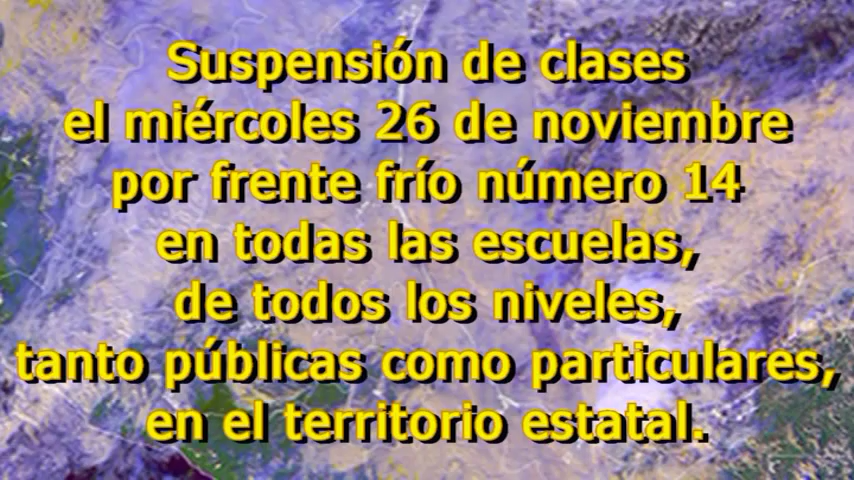 Suspensión de clases
el miércoles 26 de noviembre
por frente frío número 14
en todas las escuelas,
de todos los niveles,
tanto públicas como particulares,
en el territorio estatal.